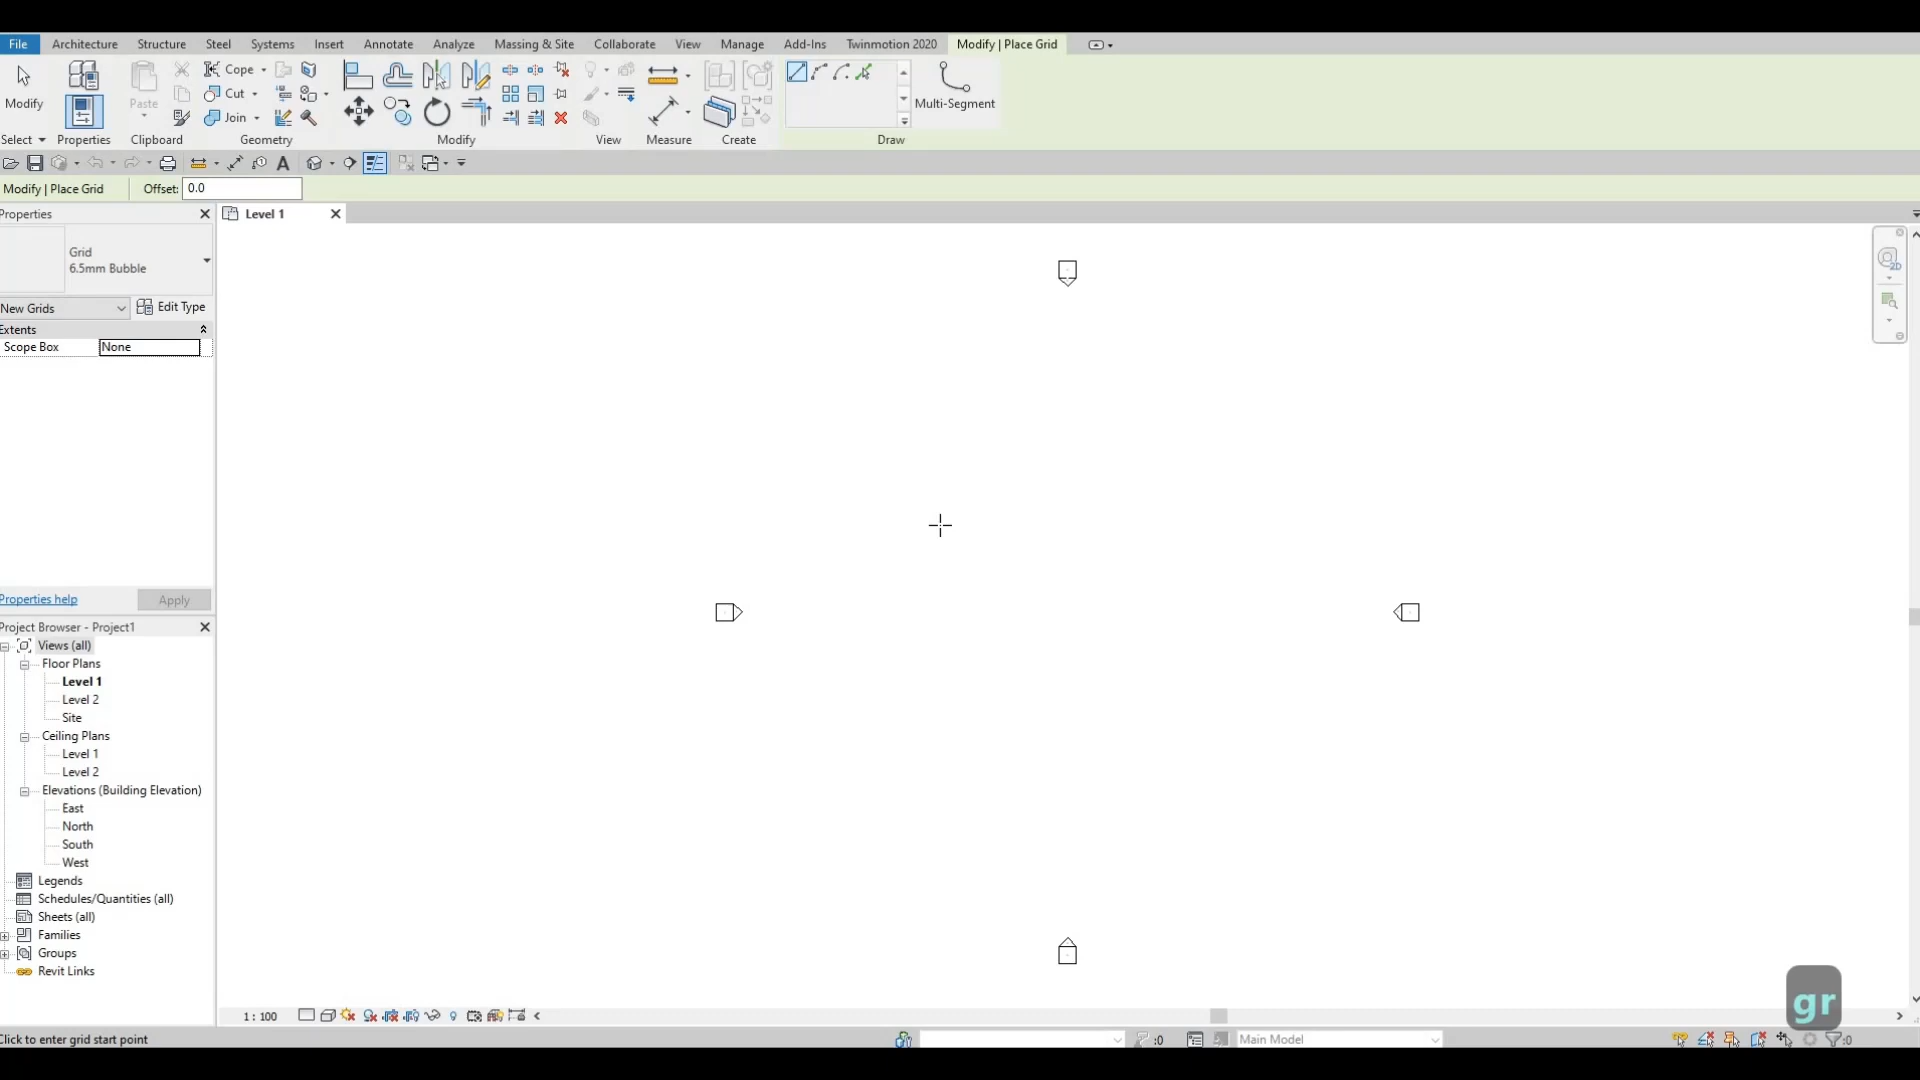 File Architecture Structure Steel Systems Insert Annotate Analyze Massing & Site Collaborate View Manage Add-Ins Twinmotion 2020 Modify | Place Grid
Modify
Paste
Cope
Cut
Join
Multi-Segment
Select Properties Clipboard Geometry Modify View Measure Create Draw
A
Modify | Place Grid Offset: 0.0
Properties
Level 1
Grid
6.5mm Bubble
2D
New Grids Edit Type
Extents
Scope Box None
Properties help Apply
Project Browser - Project1
Views (all)
Floor Plans
Level 1
Level 2
Site
Ceiling Plans
Level 1
Level 2
Elevations (Building Elevation)
East
North
South
West
Legends
Schedules/Quantities (all)
Sheets (all)
Families
Groups
Revit Links
gr
1 : 100
Click to enter grid start point
:0
Main Model
:0